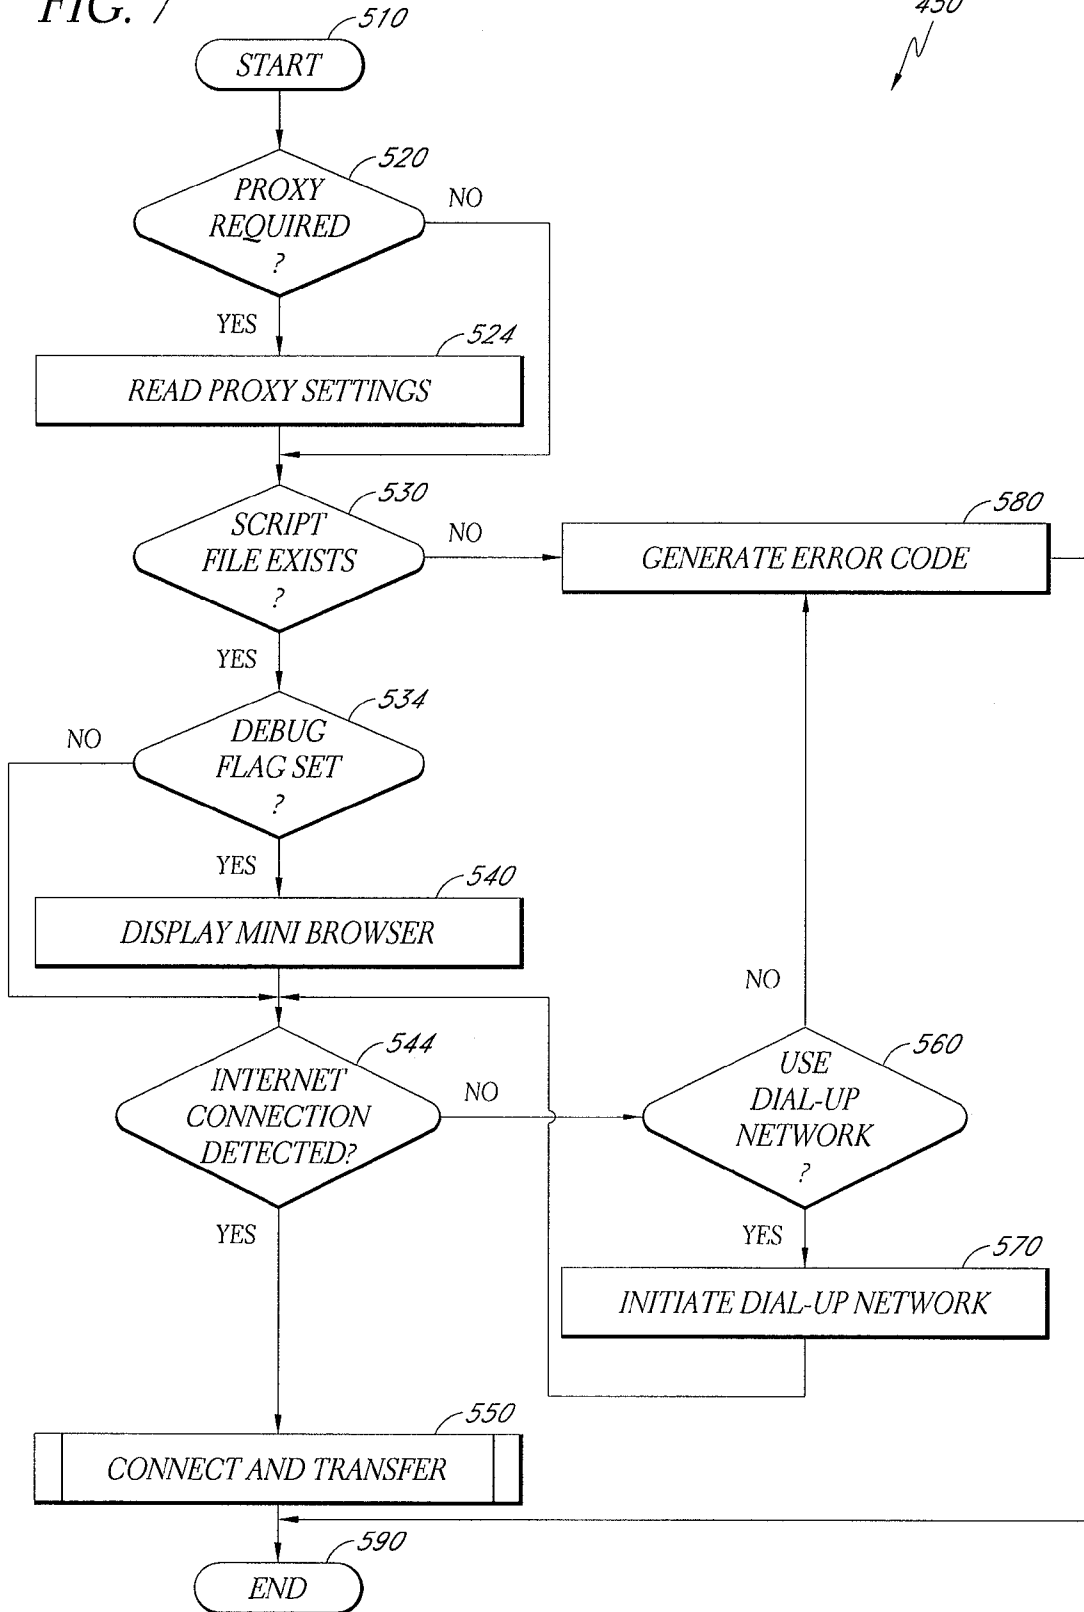 FIG. 7
450
510
START
520
PROXY
REQUIRED
?
NO
YES
524
READ PROXY SETTINGS
530
SCRIPT
FILE EXISTS
?
NO
580
GENERATE ERROR CODE
YES
534
DEBUG
FLAG SET
?
NO
YES
540
DISPLAY MINI BROWSER
544
INTERNET
CONNECTION
DETECTED?
NO
560
USE
DIAL-UP
NETWORK
?
NO
YES
YES
570
INITIATE DIAL-UP NETWORK
550
CONNECT AND TRANSFER
590
END